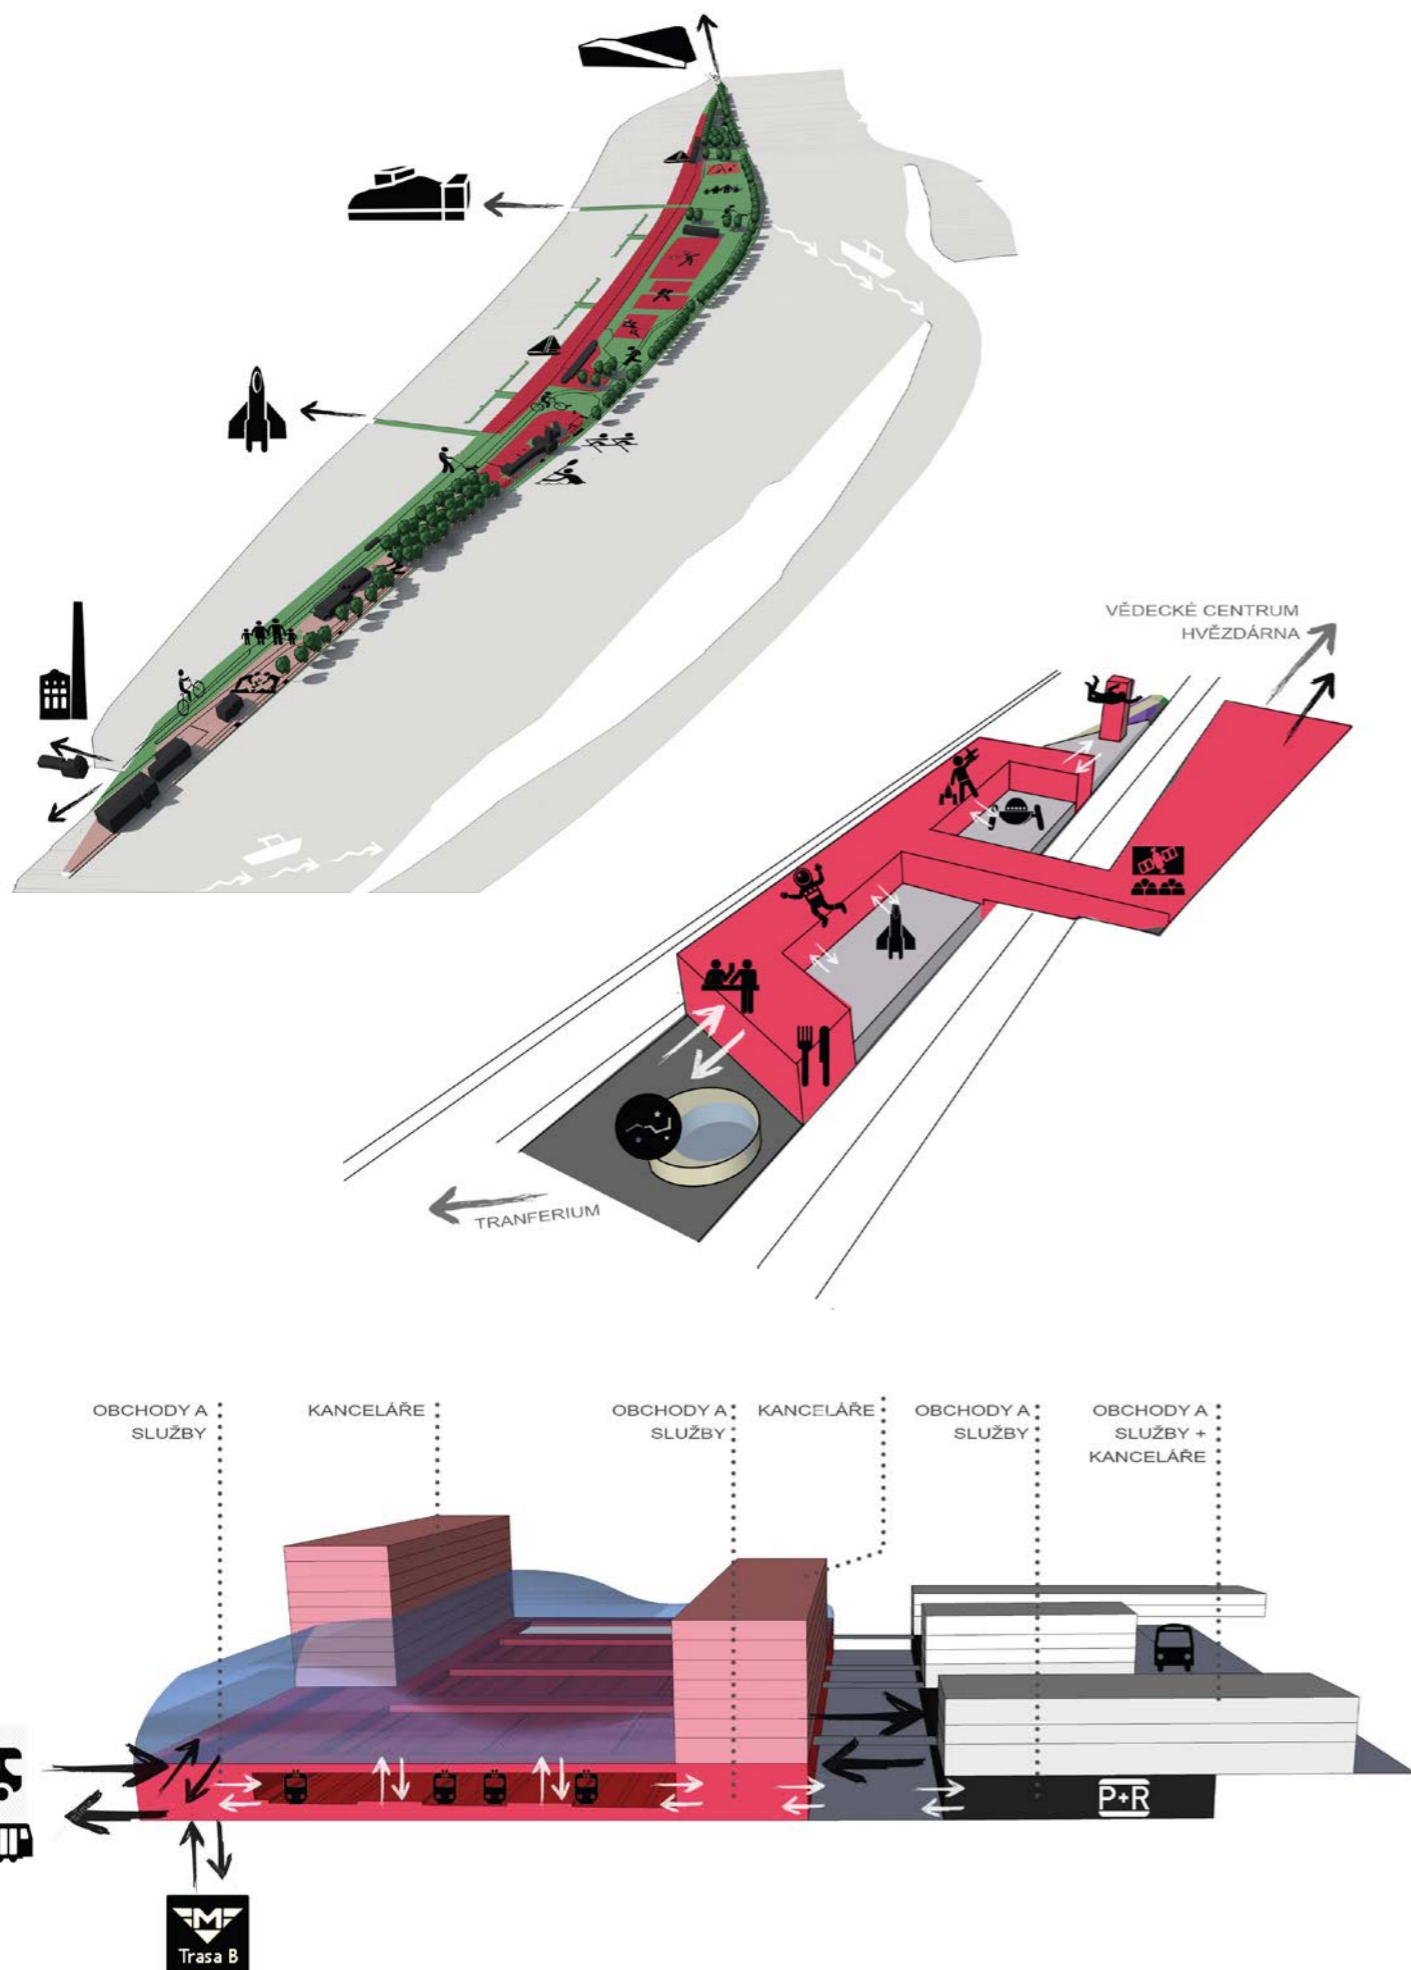 VĚDECKÉ CENTRUM
HVĚZDÁRNA
TRANFERIUM
OBCHODY A
SLUŽBY
KANCELÁŘE
OBCHODY A
SLUŽBY
KANCELÁŘE
OBCHODY A
SLUŽBY
OBCHODY A
SLUŽBY +
KANCELÁŘE
P+R
M
Trasa B